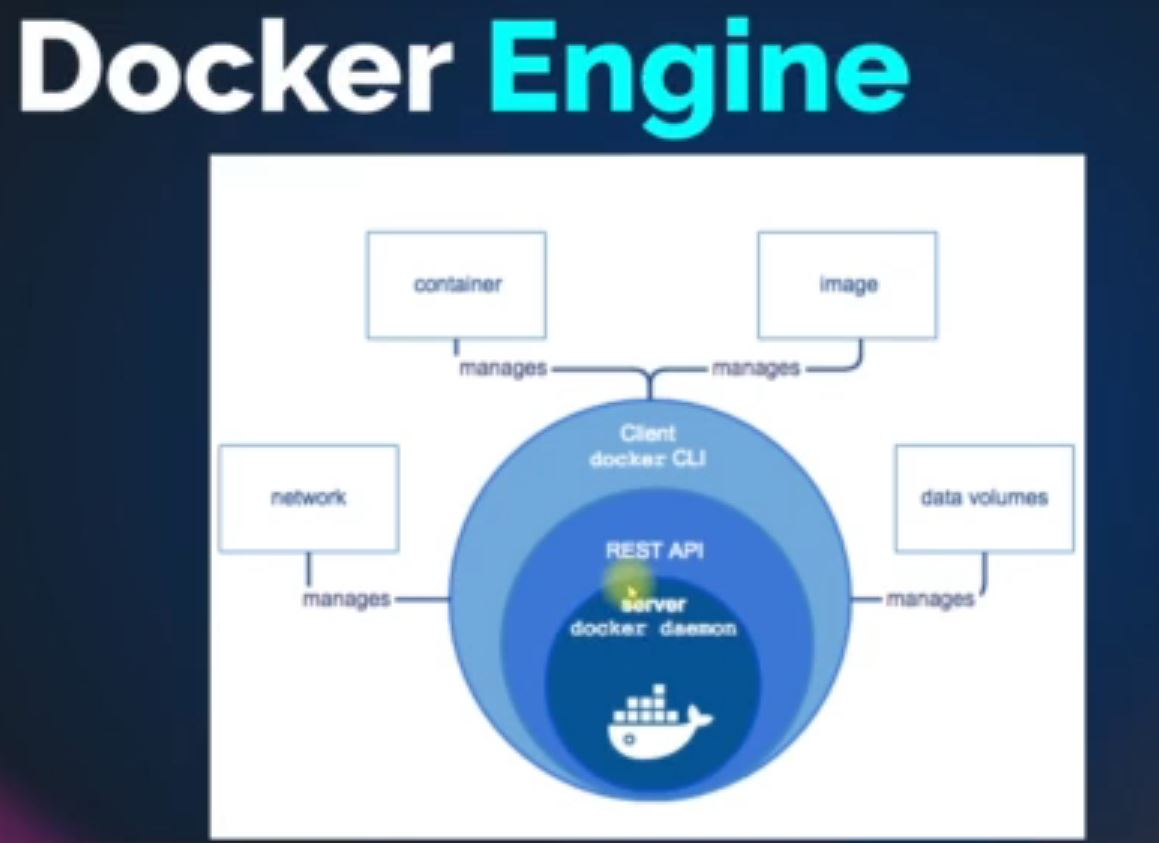 Docker Engine
container
image
manages
manages
Client
docker CLI
network
data volumes
REST API
manages
manages
server
docker daemon